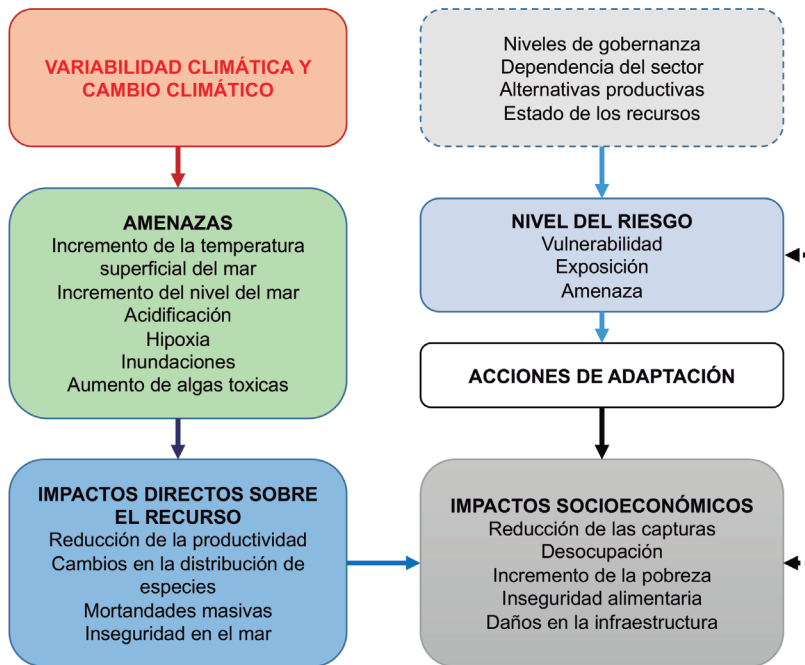 VARIABILIDAD CLIMÁTICA Y
CAMBIO CLIMÁTICO
AMENAZAS
Incremento de la temperatura
superficial del mar
Incremento del nivel del mar
Acidificación
Hipoxia
Inundaciones
Aumento de algas toxicas
IMPACTOS DIRECTOS SOBRE
EL RECURSO
Reducción de la productividad
Cambios en la distribución de
especies
Mortandades masivas
Inseguridad en el mar
Niveles de gobernanza
Dependencia del sector
Alternativas productivas
Estado de los recursos
NIVEL DEL RIESGO
Vulnerabilidad
Exposición
Amenaza
ACCIONES DE ADAPTACIÓN
IMPACTOS SOCIOECONÓMICOS
Reducción de las capturas
Desocupación
Incremento de la pobreza
Inseguridad alimentaria
Daños en la infraestructura